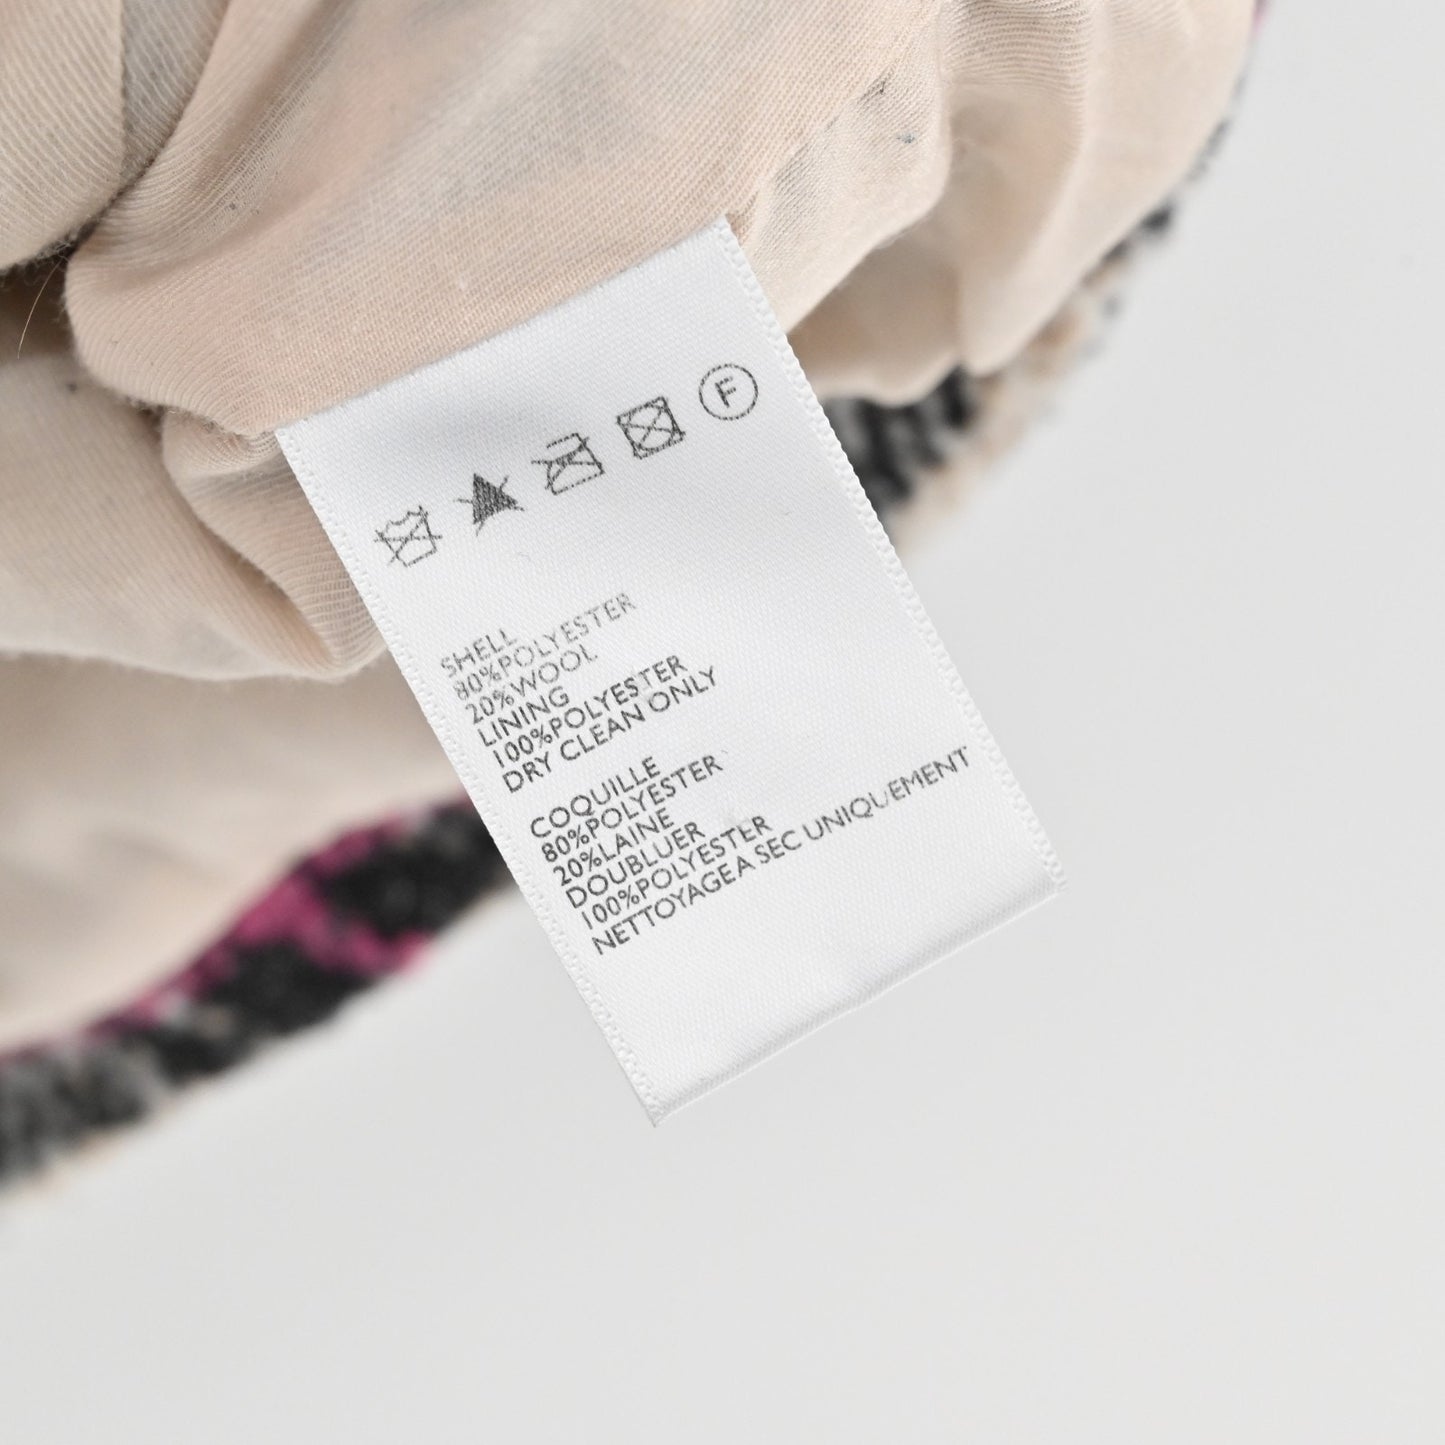 F
SHELL
80%POLYESTER
20%WOOL
LINING
100%POLYESTER
DRY CLEAN ONLY
COQUILLE
80%POLYESTER
20%LAINE
DOUBLUER
100%POLYESTER
NETTOYAGEA SEC UNIQUEMENT